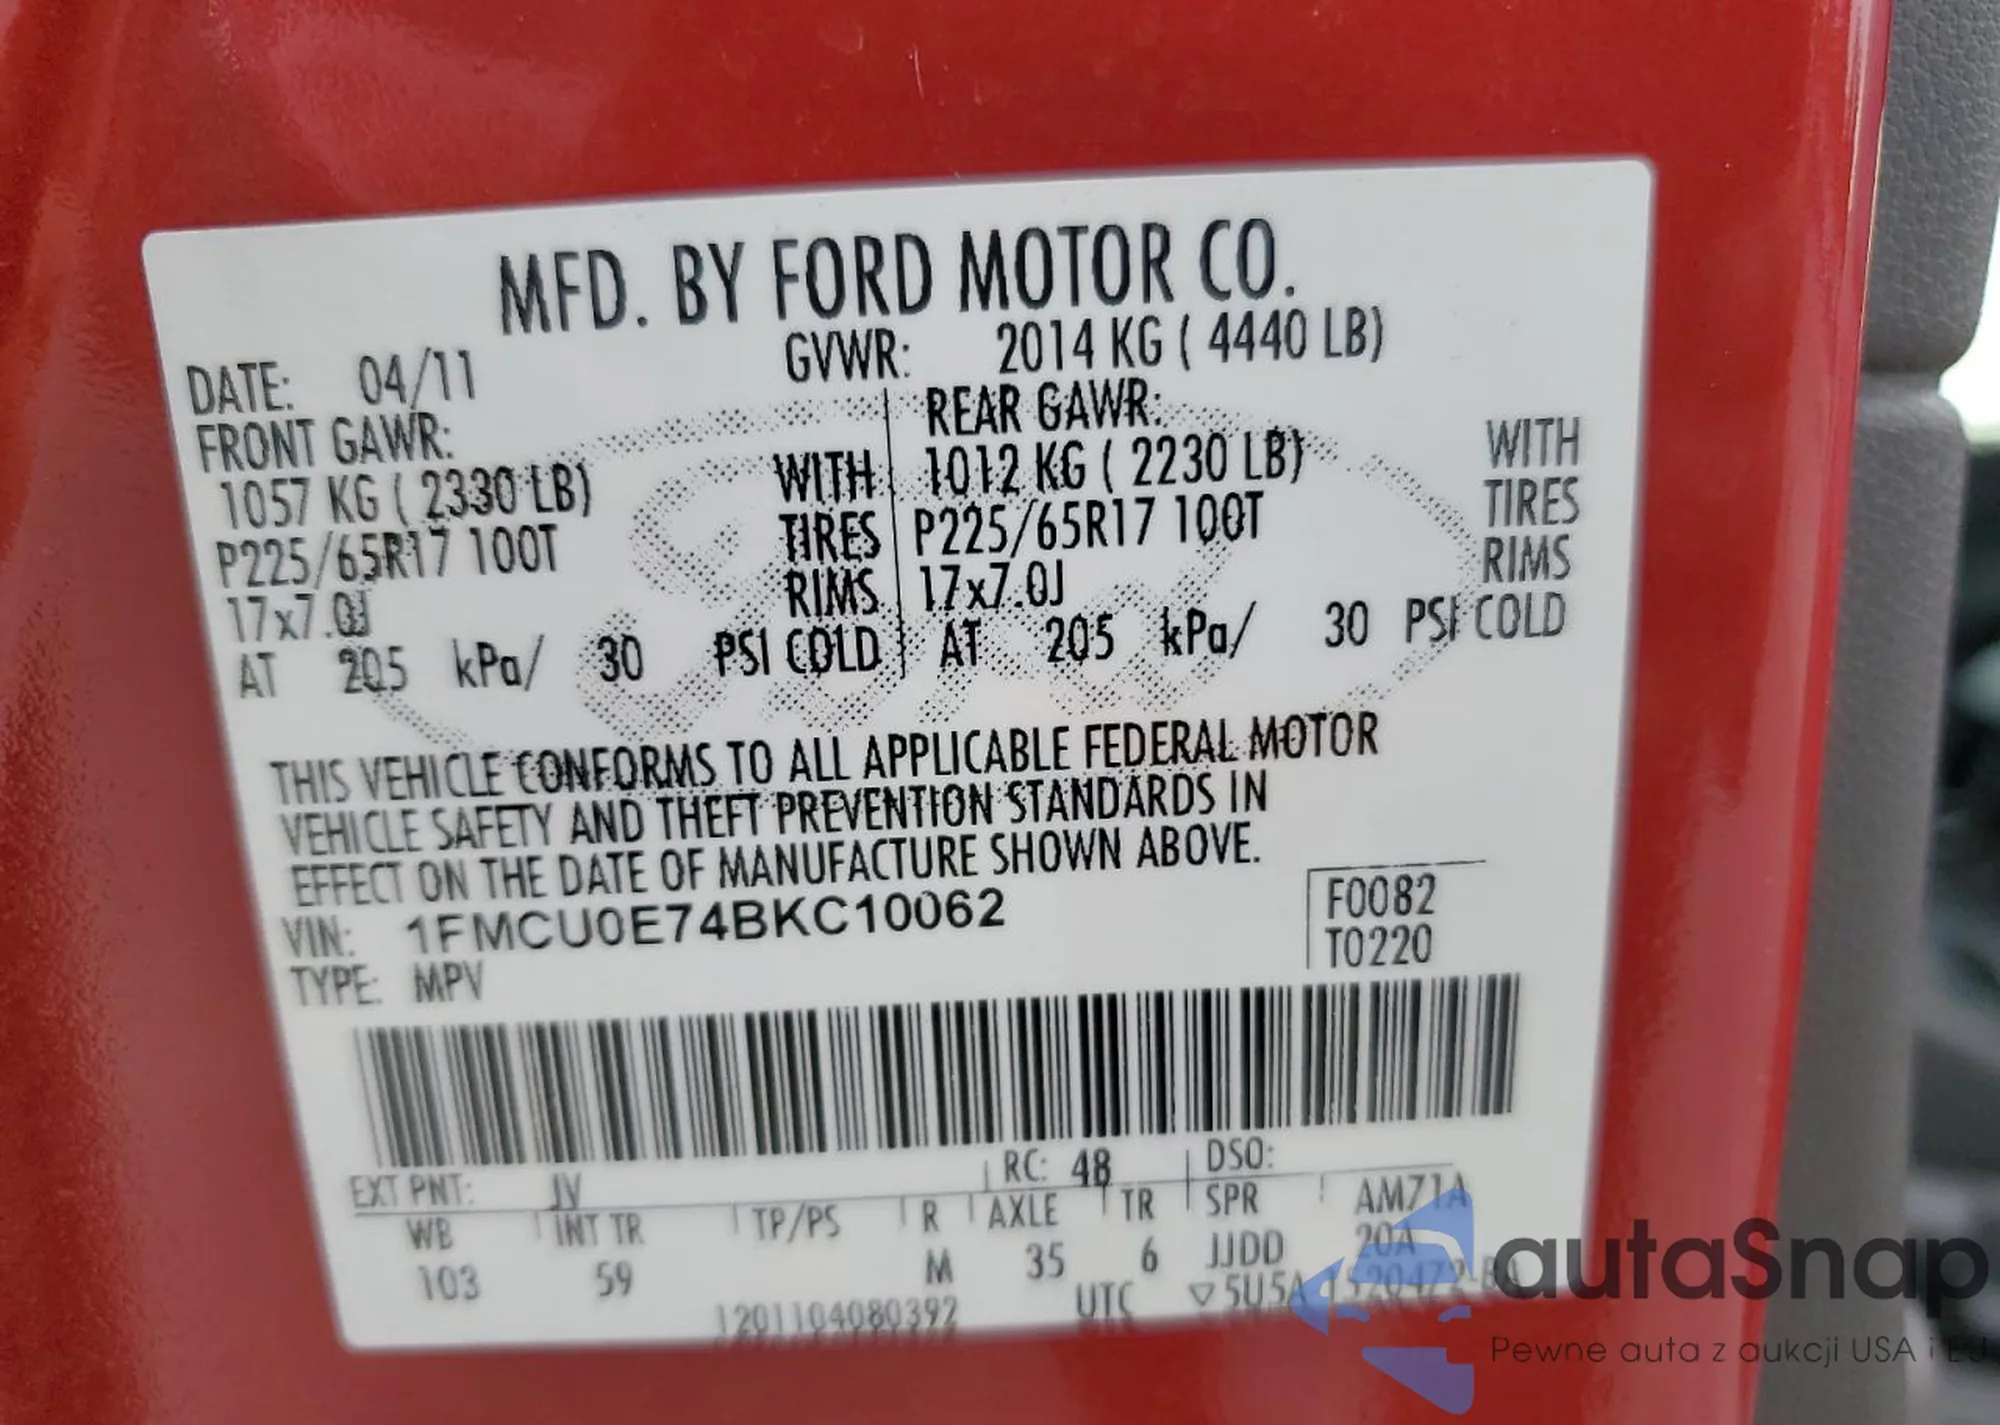 MFD. BY FORD MOTOR CO.
DATE: 04/11 GVWR: 2014 KG ( 4440 LB)
FRONT GAWR: REAR GAWR:
1057 KG ( 2330 LB) WITH 1012 KG ( 2230 LB) WITH
P225/65R17 100T TIRES P225/65R17 100T TIRES
17x7.0J RIMS 17x7.0J RIMS
AT 205 kPa/ 30 PSI COLD AT 205 kPa/ 30 PSI COLD
THIS VEHICLE CONFORMS TO ALL APPLICABLE FEDERAL MOTOR
VEHICLE SAFETY AND THEFT PREVENTION STANDARDS IN
EFFECT ON THE DATE OF MANUFACTURE SHOWN ABOVE.
VIN: 1FMCU0E74BKC10062 F0082
TYPE: MPV T0220
EXT PNT: JV RC: 48 DSO:
WB INT TR TP/PS R AXLE TR SPR AM71A
103 59 M 35 6 JJDD 20A
1201104080392 UTC ▽5U5A
autaSnap
Pewne auta z aukcji USA i EU